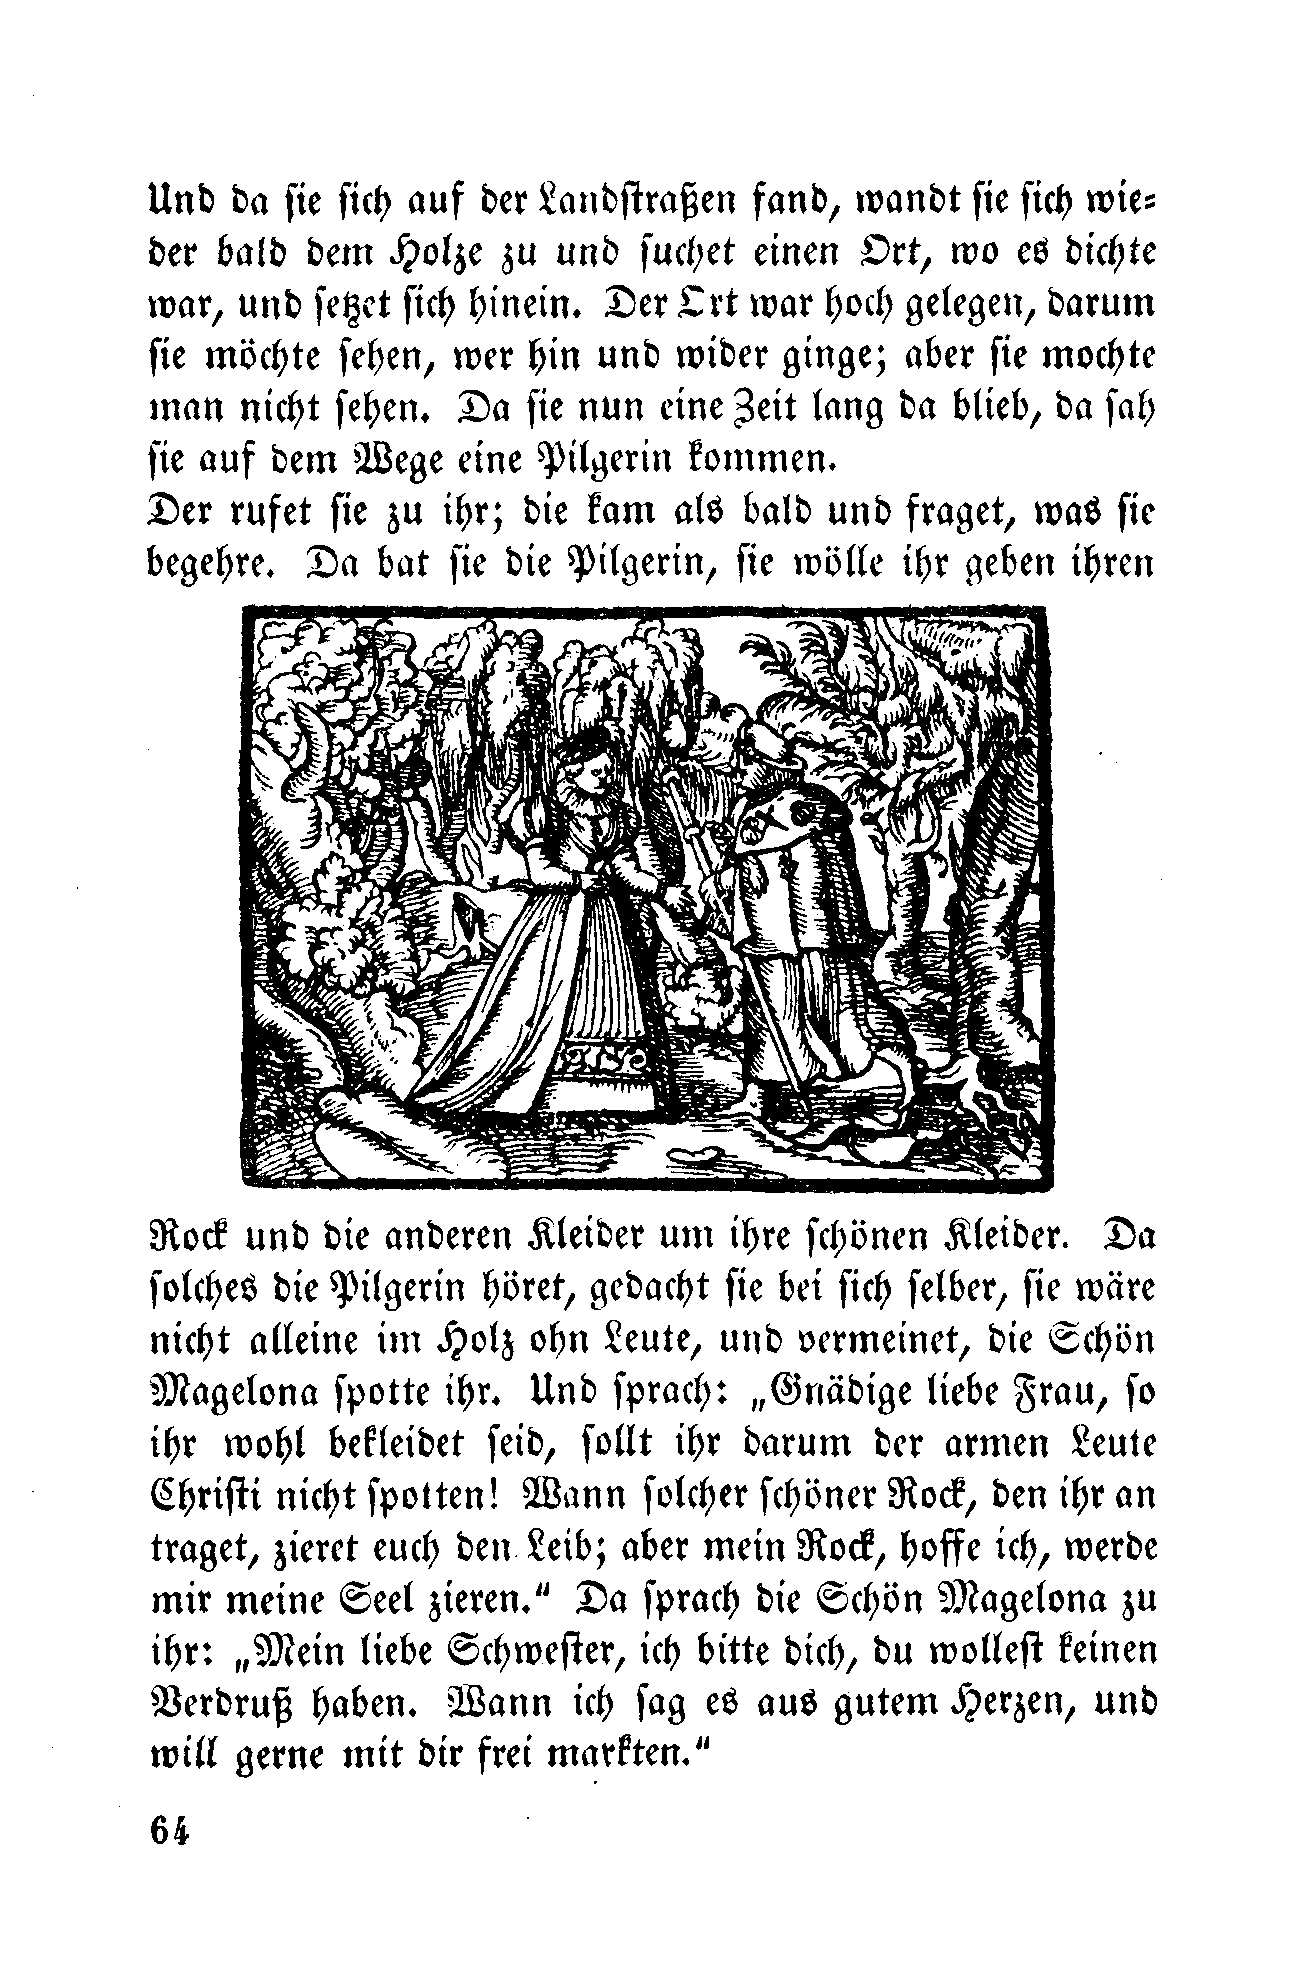 Und da ſie ſich auf der Landſtraßen fand, wandt ſie ſich wie⸗
der bald dem Holze zu und ſuchet einen Ort, wo es dichte
war, und ſetzet ſich hinein. Der Ort war hoch gelegen, darum
ſie möchte ſehen, wer hin und wider ginge; aber ſie mochte
man nicht ſehen. Da ſie nun eine Zeit lang da blieb, da ſah
ſie auf dem Wege eine Pilgerin kommen.
Der rufet ſie zu ihr; die kam als bald und fraget, was ſie
begehre. Da bat ſie die Pilgerin, ſie wölle ihr geben ihren
Rock und die anderen Kleider um ihre ſchönen Kleider. Da
ſolches die Pilgerin höret, gedacht ſie bei ſich ſelber, ſie wäre
nicht alleine im Holz ohn Leute, und vermeinet, die Schön
Magelona ſpotte ihr. Und ſprach: „Gnädige liebe Frau, ſo
ihr wohl bekleidet ſeid, ſollt ihr darum der armen Leute
Chriſti nicht ſpotten! Wann ſolcher ſchöner Rock, den ihr an
traget, zieret euch den Leib; aber mein Rock, hoffe ich, werde
mir meine Seel zieren.“ Da ſprach die Schön Magelona zu
ihr: „Mein liebe Schweſter, ich bitte dich, du wolleſt keinen
Verdruß haben. Wann ich ſag es aus gutem Herzen, und
will gerne mit dir frei markten.“
64